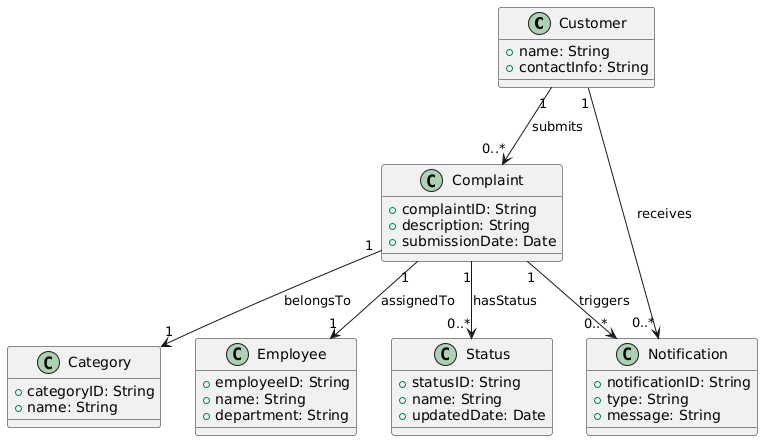 C Customer
name: String
contactInfo: String
1
1
submits
0..*
C Complaint
complaintID: String
description: String
submissionDate: Date
receives
1
1
1
1
belongsTo
assignedTo
hasStatus
triggers
1
1
0..*
0..*
0..*
C Category
categoryID: String
name: String
C Employee
employeeID: String
name: String
department: String
C Status
statusID: String
name: String
updatedDate: Date
C Notification
notificationID: String
type: String
message: String